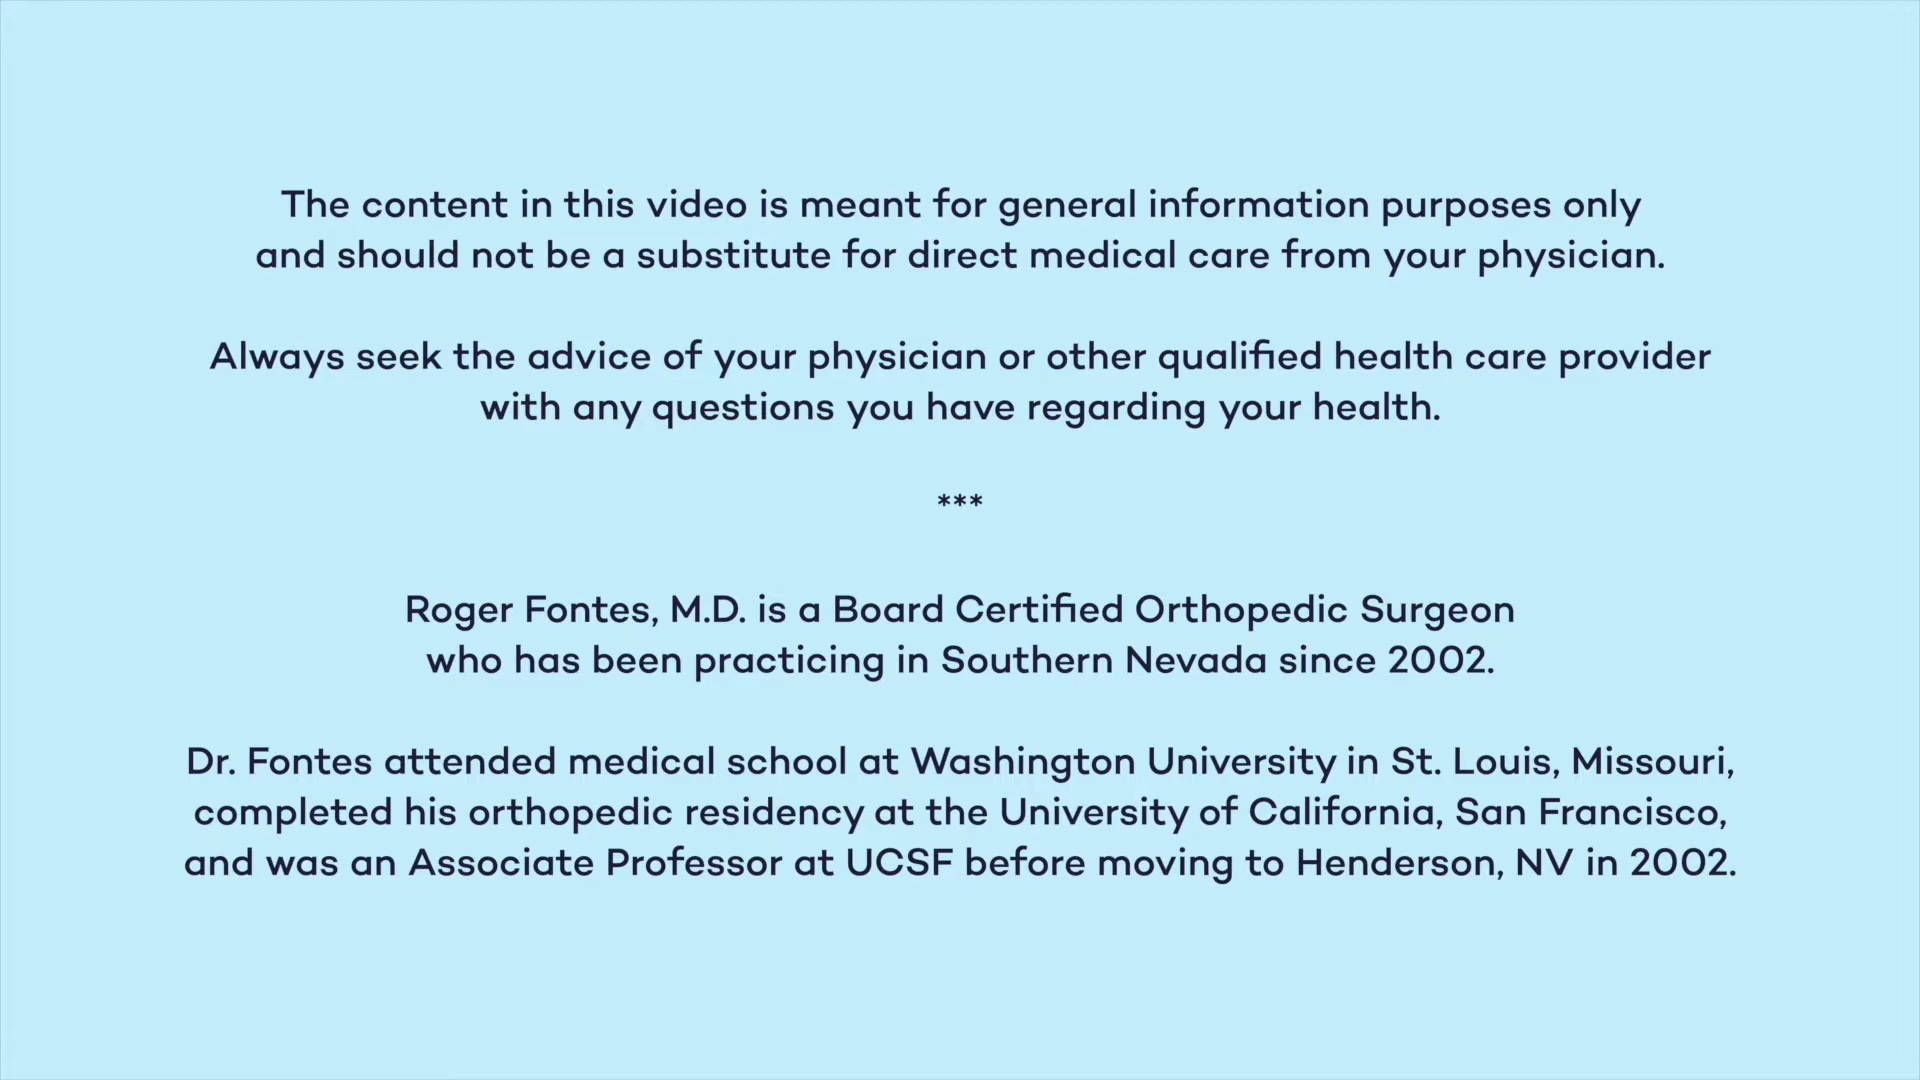 The content in this video is meant for general information purposes only
and should not be a substitute for direct medical care from your physician.
Always seek the advice of your physician or other qualified health care provider
with any questions you have regarding your health.
***
Roger Fontes, M.D. is a Board Certified Orthopedic Surgeon
who has been practicing in Southern Nevada since 2002.
Dr. Fontes attended medical school at Washington University in St. Louis, Missouri,
completed his orthopedic residency at the University of California, San Francisco,
and was an Associate Professor at UCSF before moving to Henderson, NV in 2002.